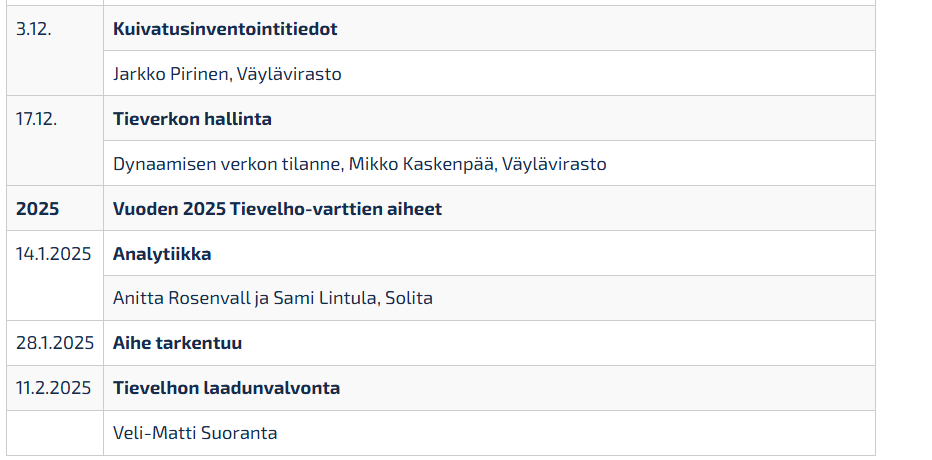 3.12. Kuivatusinventointitiedot
Jarkko Pirinen, Väylävirasto
17.12. Tieverkon hallinta
Dynaamisen verkon tilanne, Mikko Kaskenpää, Väylävirasto
2025 Vuoden 2025 Tievelho-varttien aiheet
14.1.2025 Analytiikka
Anitta Rosenvall ja Sami Lintula, Solita
28.1.2025 Aihe tarkentuu
11.2.2025 Tievelhon laadunvalvonta
Veli-Matti Suoranta